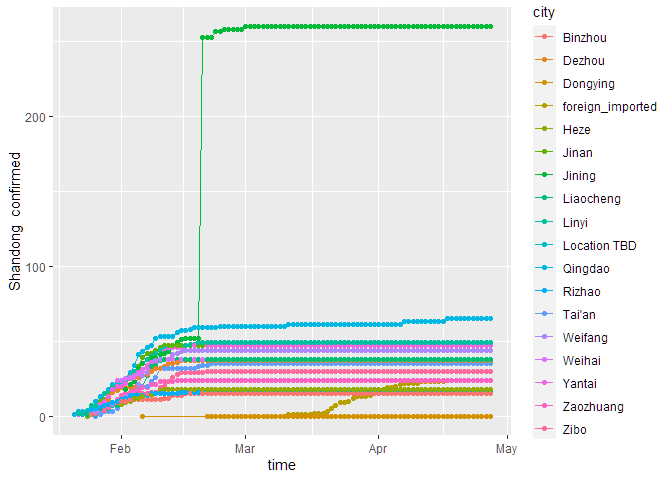 city
Binzhou
Dezhou
Dongying
foreign_imported
Heze
Jinan
Jining
Liaocheng
Linyi
Location TBD
Qingdao
Rizhao
Tai'an
Weifang
Weihai
Yantai
Zaozhuang
Zibo
Shandong confirmed
200
100
0
Feb
Mar
Apr
May
time